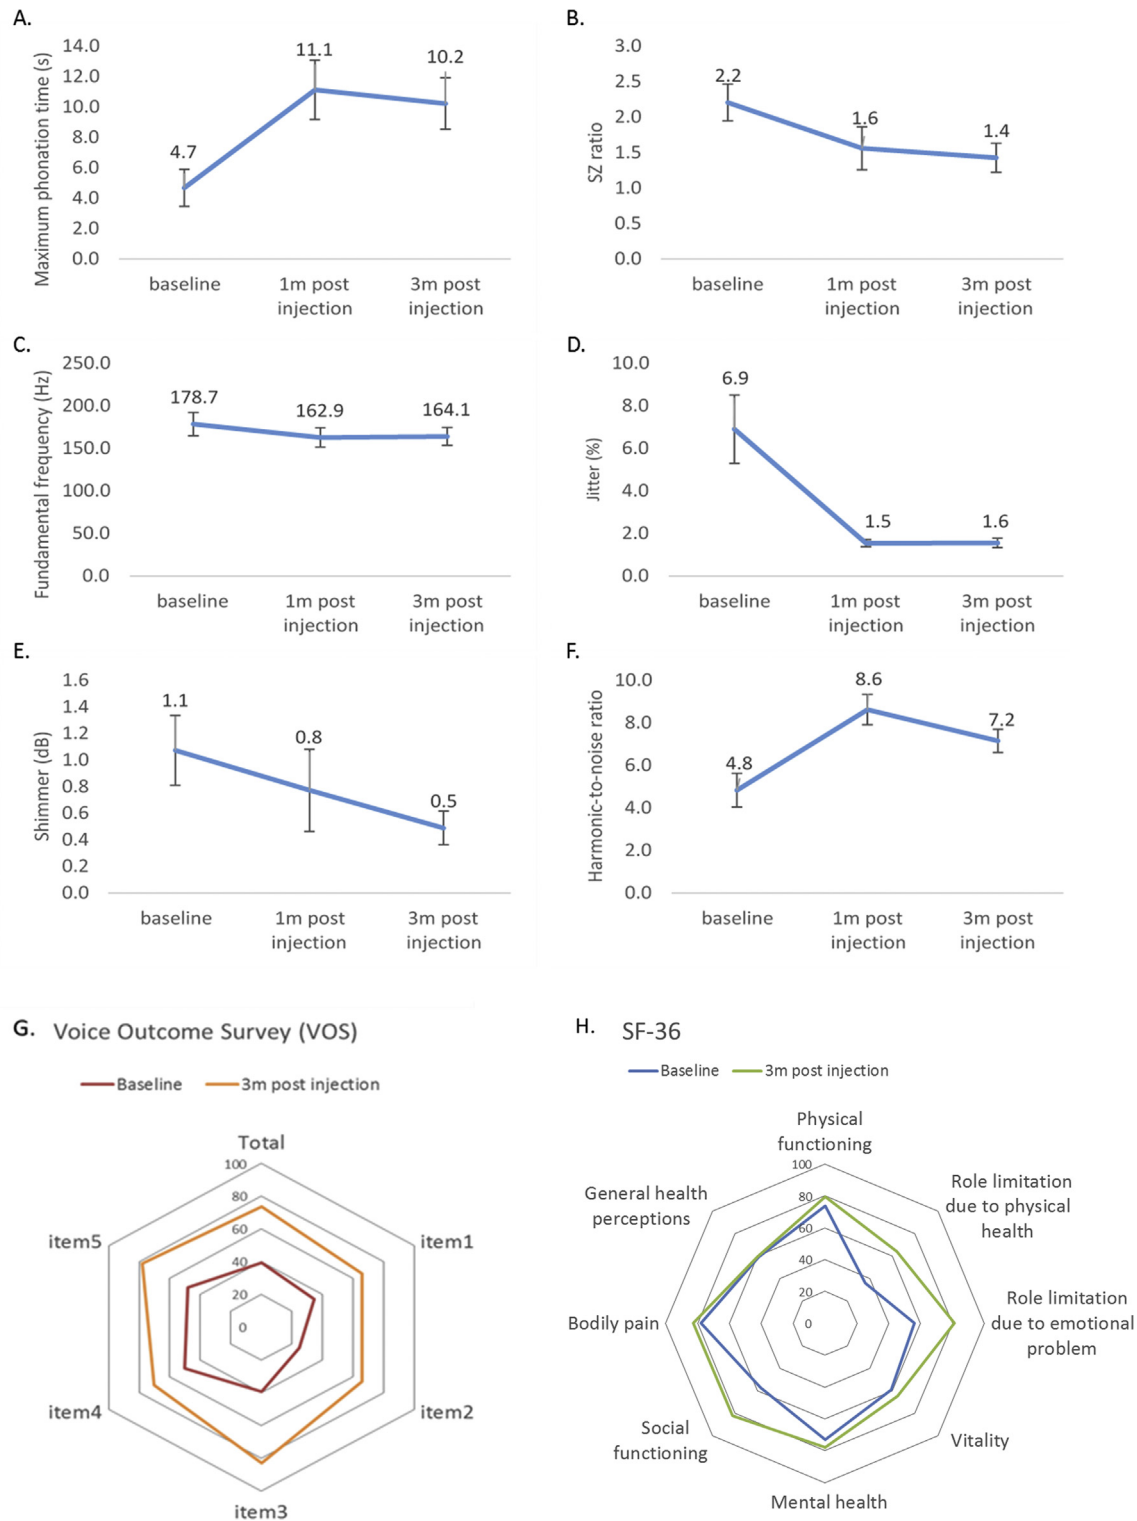 A.
Maximum phonation time (s)
14.0
12.0
10.0
8.0
6.0
4.0
2.0
0.0
4.7
11.1
10.2
baseline
1m post
injection
3m post
injection
B.
SZ ratio
3.0
2.5
2.0
1.5
1.0
0.5
0.0
2.2
1.6
1.4
baseline
1m post
injection
3m post
injection
C.
Fundamental frequency (Hz)
250.0
200.0
150.0
100.0
50.0
0.0
178.7
162.9
164.1
baseline
1m post
injection
3m post
injection
D.
Jitter (%)
10.0
8.0
6.0
4.0
2.0
0.0
6.9
1.5
1.6
baseline
1m post
injection
3m post
injection
E.
Shimmer (dB)
1.6
1.4
1.2
1.0
0.8
0.6
0.4
0.2
0.0
1.1
0.8
0.5
baseline
1m post
injection
3m post
injection
F.
Harmonic-to-noise ratio
10.0
8.0
6.0
4.0
2.0
0.0
4.8
8.6
7.2
baseline
1m post
injection
3m post
injection
G. Voice Outcome Survey (VOS)
Baseline 3m post injection
Total
100
80
60
40
20
0
item1
item2
item3
item4
item5
H. SF-36
Baseline 3m post injection
Physical
functioning
100
80
60
40
20
0
Role limitation
due to physical
health
Role limitation
due to emotional
problem
Vitality
Mental health
Social
functioning
Bodily pain
General health
perceptions